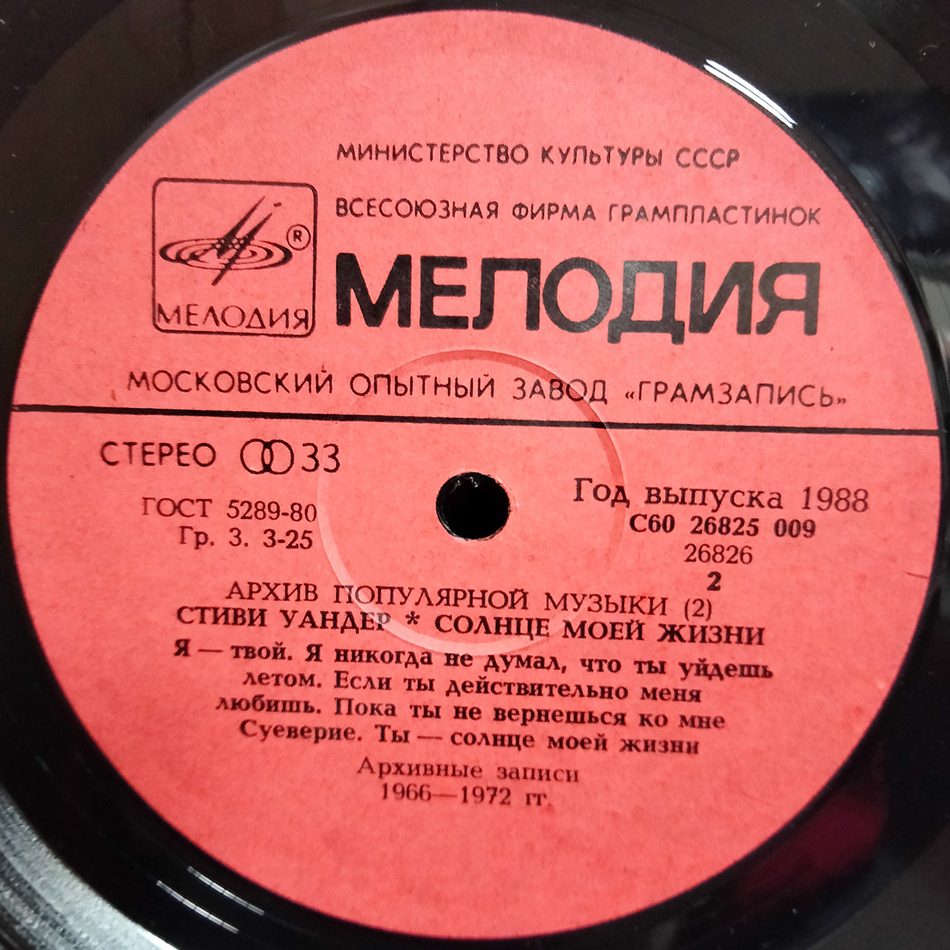 МИНИСТЕРСТВО КУЛЬТУРЫ СССР
ВСЕСОЮЗНАЯ ФИРМА ГРАМПЛАСТИНОК
®
МЕЛОДИЯ
МЕЛОДИЯ
МОСКОВСКИЙ ОПЫТНЫЙ ЗАВОД «ГРАМЗАПИСЬ»
СТЕРЕО 33
ГОСТ 5289-80
Гр. 3. 3-25
Год выпуска 1988
С60 26825 009
26826
2
АРХИВ ПОПУЛЯРНОЙ МУЗЫКИ (2)
СТИВИ УАНДЕР * СОЛНЦЕ МОЕЙ ЖИЗНИ
Я — твой. Я никогда не думал, что ты уйдешь
летом. Если ты действительно меня
любишь. Пока ты не вернешься ко мне
Суеверие. Ты — солнце моей жизни
Архивные записи
1966—1972 гг.